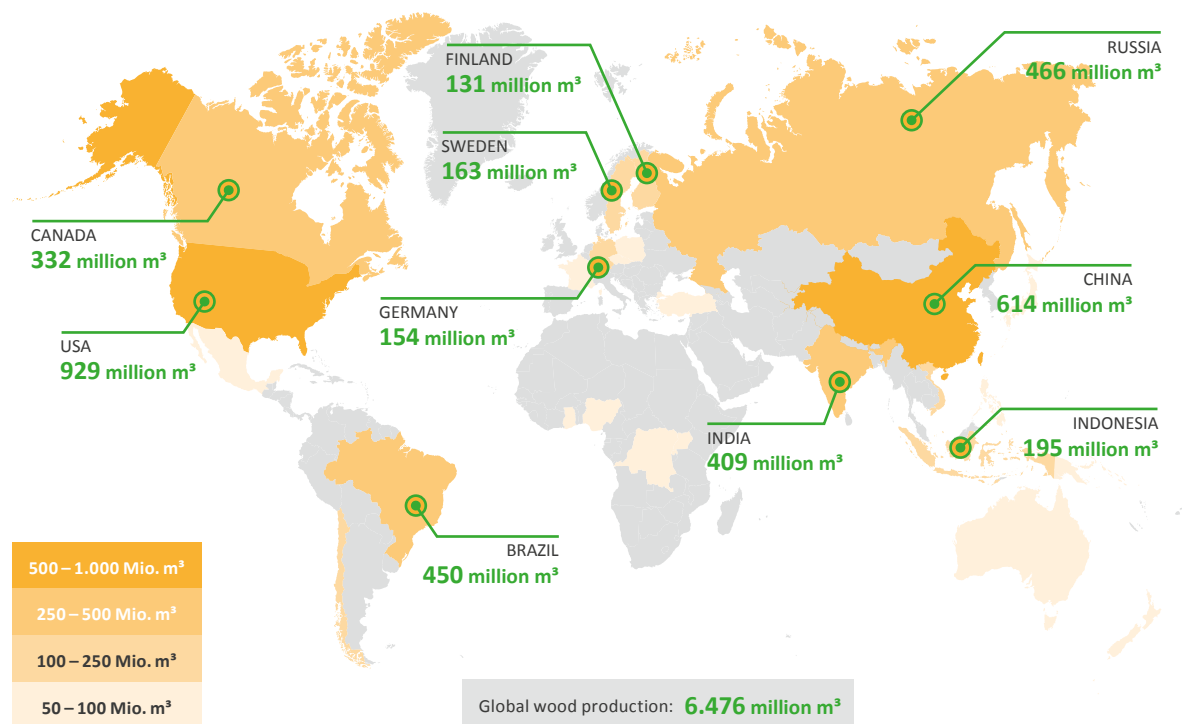 FINLAND
131 million m³
RUSSIA
466 million m³
SWEDEN
163 million m³
CANADA
332 million m³
CHINA
614 million m³
GERMANY
154 million m³
USA
929 million m³
INDIA
409 million m³
INDONESIA
195 million m³
BRAZIL
450 million m³
500 – 1.000 Mio. m³
250 – 500 Mio. m³
100 – 250 Mio. m³
50 – 100 Mio. m³
Global wood production: 6.476 million m³